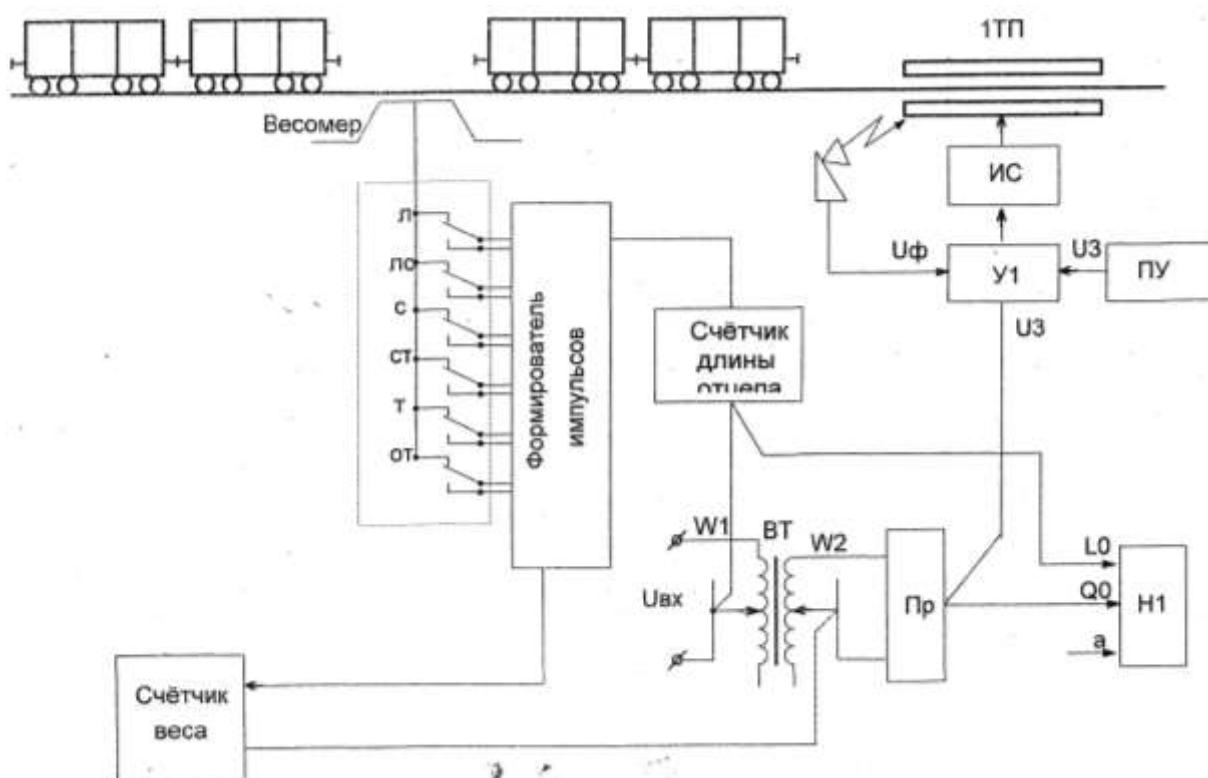 1ТП
Весомер
ИС
Л
ЛС
С
СТ
Т
ОТ
Формирователь
импульсов
Uф
У1
U3
ПУ
U3
Счётчик
длины
отцепа
W1
ВТ
W2
Uвх
Пр
L0
Q0
а
Н1
Счётчик
веса